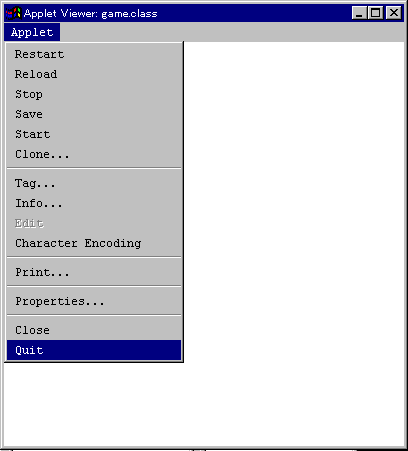 Applet Viewer: game.class
Applet
Restart
Reload
Stop
Save
Start
Clone...
Tag...
Info...
Edit
Character Encoding
Print...
Properties...
Close
Quit